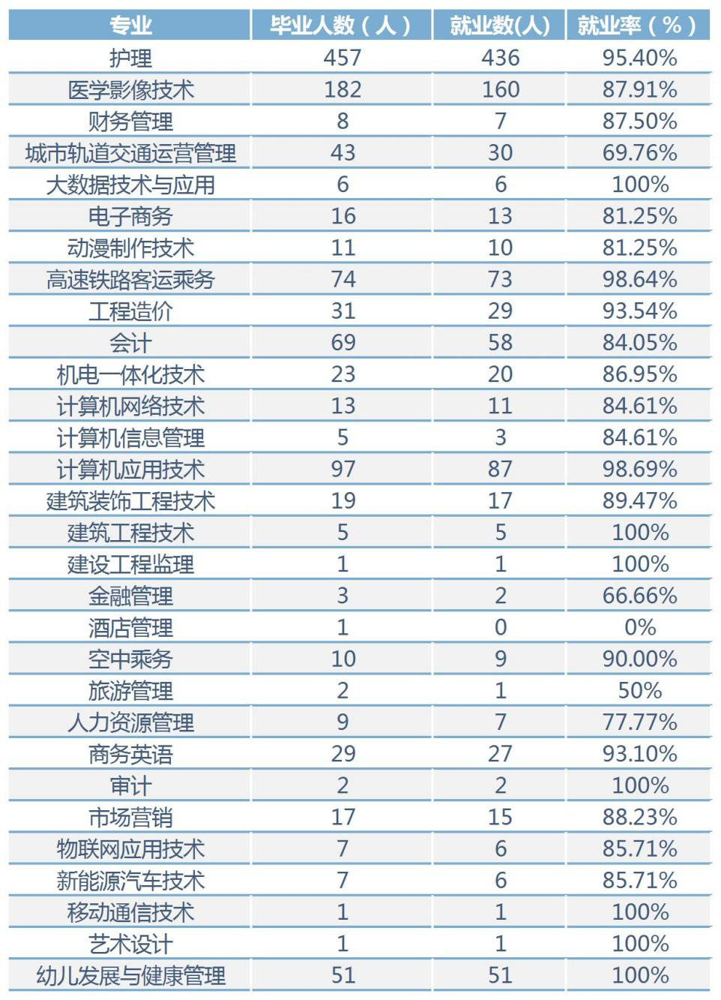 专业 毕业人数（人） 就业数(人) 就业率（%）
护理 457 436 95.40%
医学影像技术 182 160 87.91%
财务管理 8 7 87.50%
城市轨道交通运营管理 43 30 69.76%
大数据技术与应用 6 6 100%
电子商务 16 13 81.25%
动漫制作技术 11 10 81.25%
高速铁路客运乘务 74 73 98.64%
工程造价 31 29 93.54%
会计 69 58 84.05%
机电一体化技术 23 20 86.95%
计算机网络技术 13 11 84.61%
计算机信息管理 5 3 84.61%
计算机应用技术 97 87 98.69%
建筑装饰工程技术 19 17 89.47%
建筑工程技术 5 5 100%
建设工程监理 1 1 100%
金融管理 3 2 66.66%
酒店管理 1 0 0%
空中乘务 10 9 90.00%
旅游管理 2 1 50%
人力资源管理 9 7 77.77%
商务英语 29 27 93.10%
审计 2 2 100%
市场营销 17 15 88.23%
物联网应用技术 7 6 85.71%
新能源汽车技术 7 6 85.71%
移动通信技术 1 1 100%
艺术设计 1 1 100%
幼儿发展与健康管理 51 51 100%